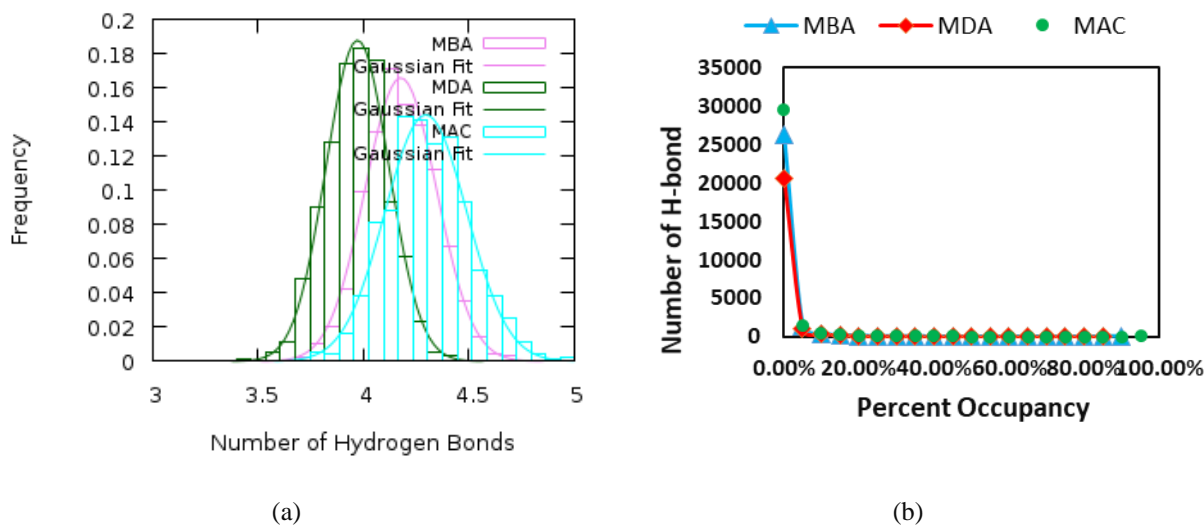 0.2
0.18
0.16
0.14
0.12
0.1
0.08
0.06
0.04
0.02
0
Frequency
MBA
Gaussian Fit
MDA
Gaussian Fit
MAC
Gaussian Fit
3 3.5 4 4.5 5
Number of Hydrogen Bonds
(a)
MBA MDA MAC
35000
30000
25000
20000
15000
10000
5000
0
Number of H-bond
0.00% 20.00% 40.00% 60.00% 80.00% 100.00%
Percent Occupancy
(b)